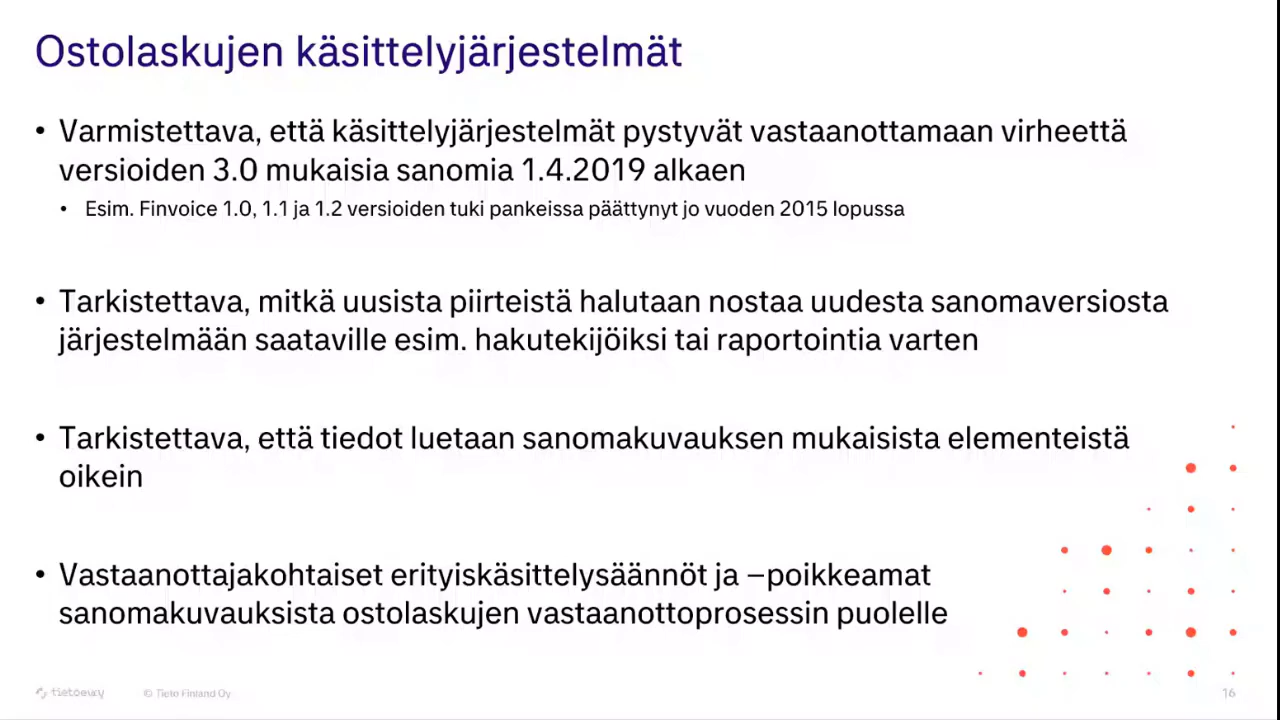 Ostolaskujen käsittelyjärjestelmät
• Varmistettava, että käsittelyjärjestelmät pystyvät vastaanottamaan virheettä
versioiden 3.0 mukaisia sanomia 1.4.2019 alkaen
• Esim. Finvoice 1.0, 1.1 ja 1.2 versioiden tuki pankeissa päättynyt jo vuoden 2015 lopussa
• Tarkistettava, mitkä uusista piirteistä halutaan nostaa uudesta sanomaversiosta
järjestelmään saataville esim. hakutekijöiksi tai raportointia varten
• Tarkistettava, että tiedot luetaan sanomakuvauksen mukaisista elementeistä
oikein
• Vastaanottajakohtaiset erityiskäsittelysäännöt ja –poikkeamat
sanomakuvauksista ostolaskujen vastaanottoprosessin puolelle
tietoevry © Tieto Finland Oy 16